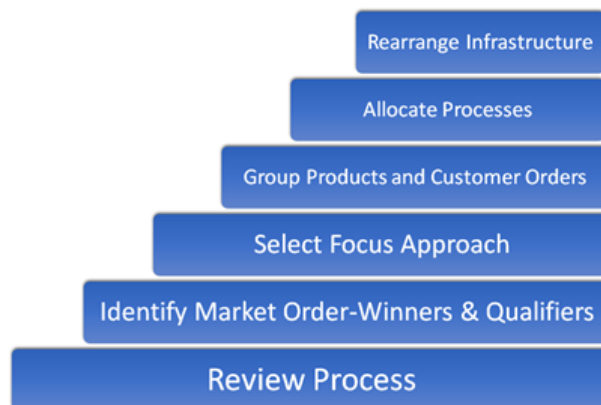 Rearrange Infrastructure
Allocate Processes
Group Products and Customer Orders
Select Focus Approach
Identify Market Order-Winners & Qualifiers
Review Process